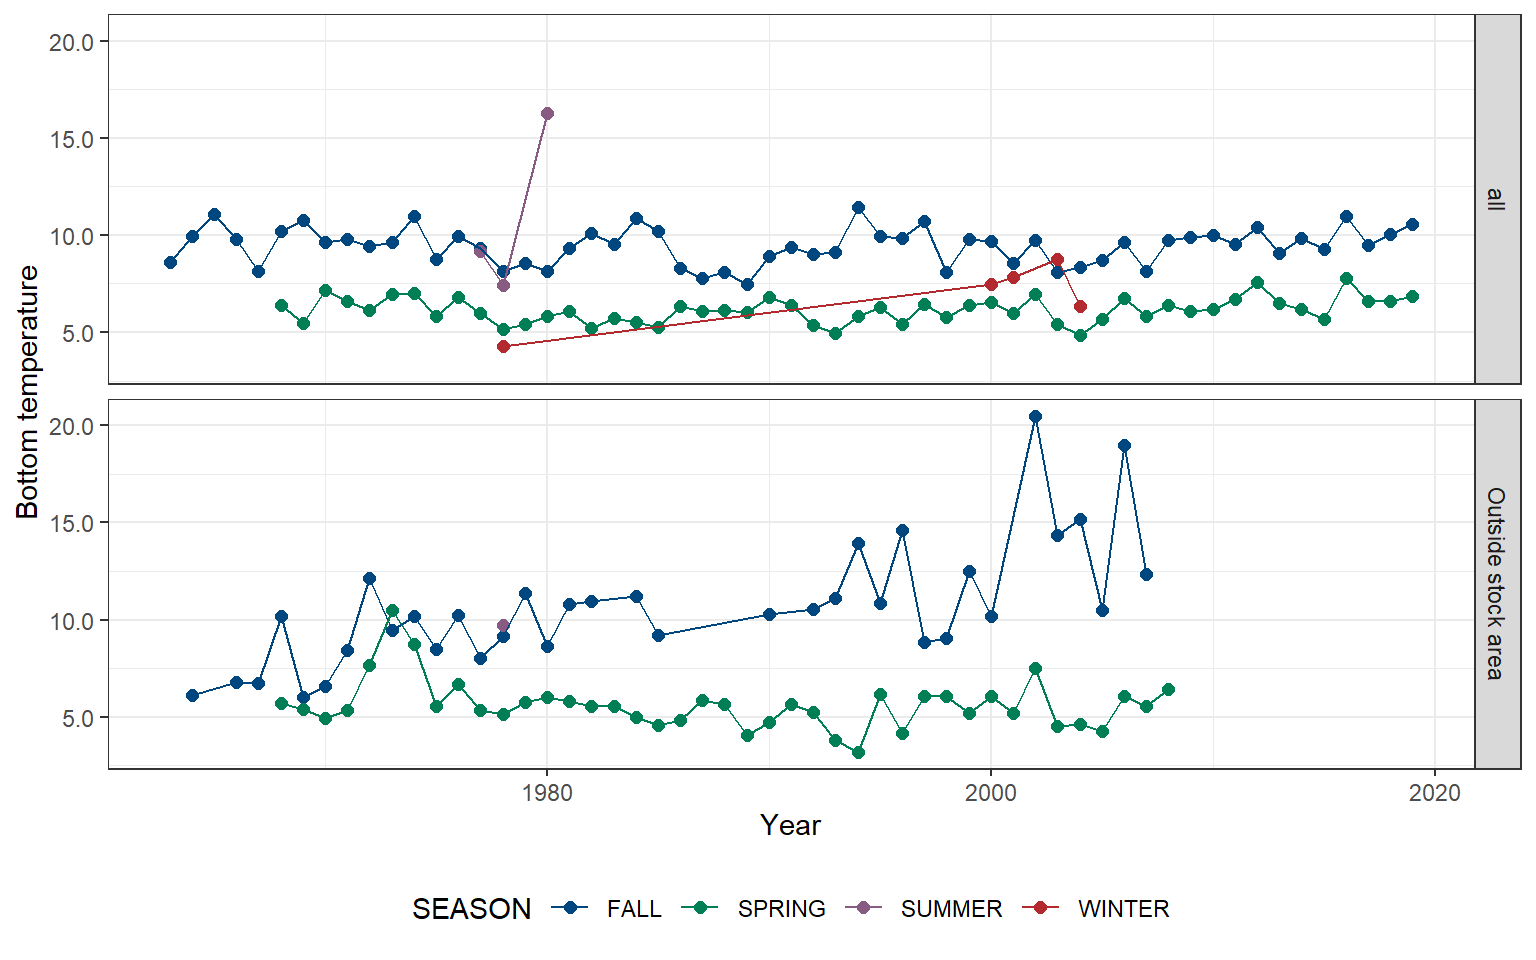 20.0
15.0
10.0
5.0
all
Bottom temperature
20.0
15.0
10.0
5.0
Outside stock area
1980 2000 2020
Year
SEASON FALL SPRING SUMMER WINTER